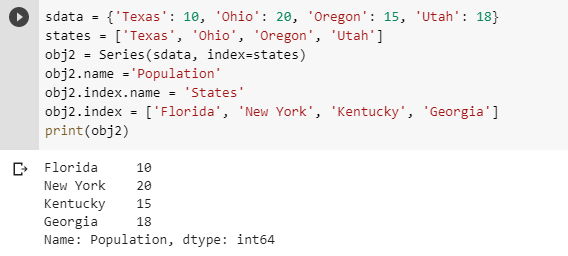 sdata = {'Texas': 10, 'Ohio': 20, 'Oregon': 15, 'Utah': 18}
states = ['Texas', 'Ohio', 'Oregon', 'Utah']
obj2 = Series(sdata, index=states)
obj2.name ='Population'
obj2.index.name = 'States'
obj2.index = ['Florida', 'New York', 'Kentucky', 'Georgia']
print(obj2)
Florida     10
New York    20
Kentucky    15
Georgia     18
Name: Population, dtype: int64